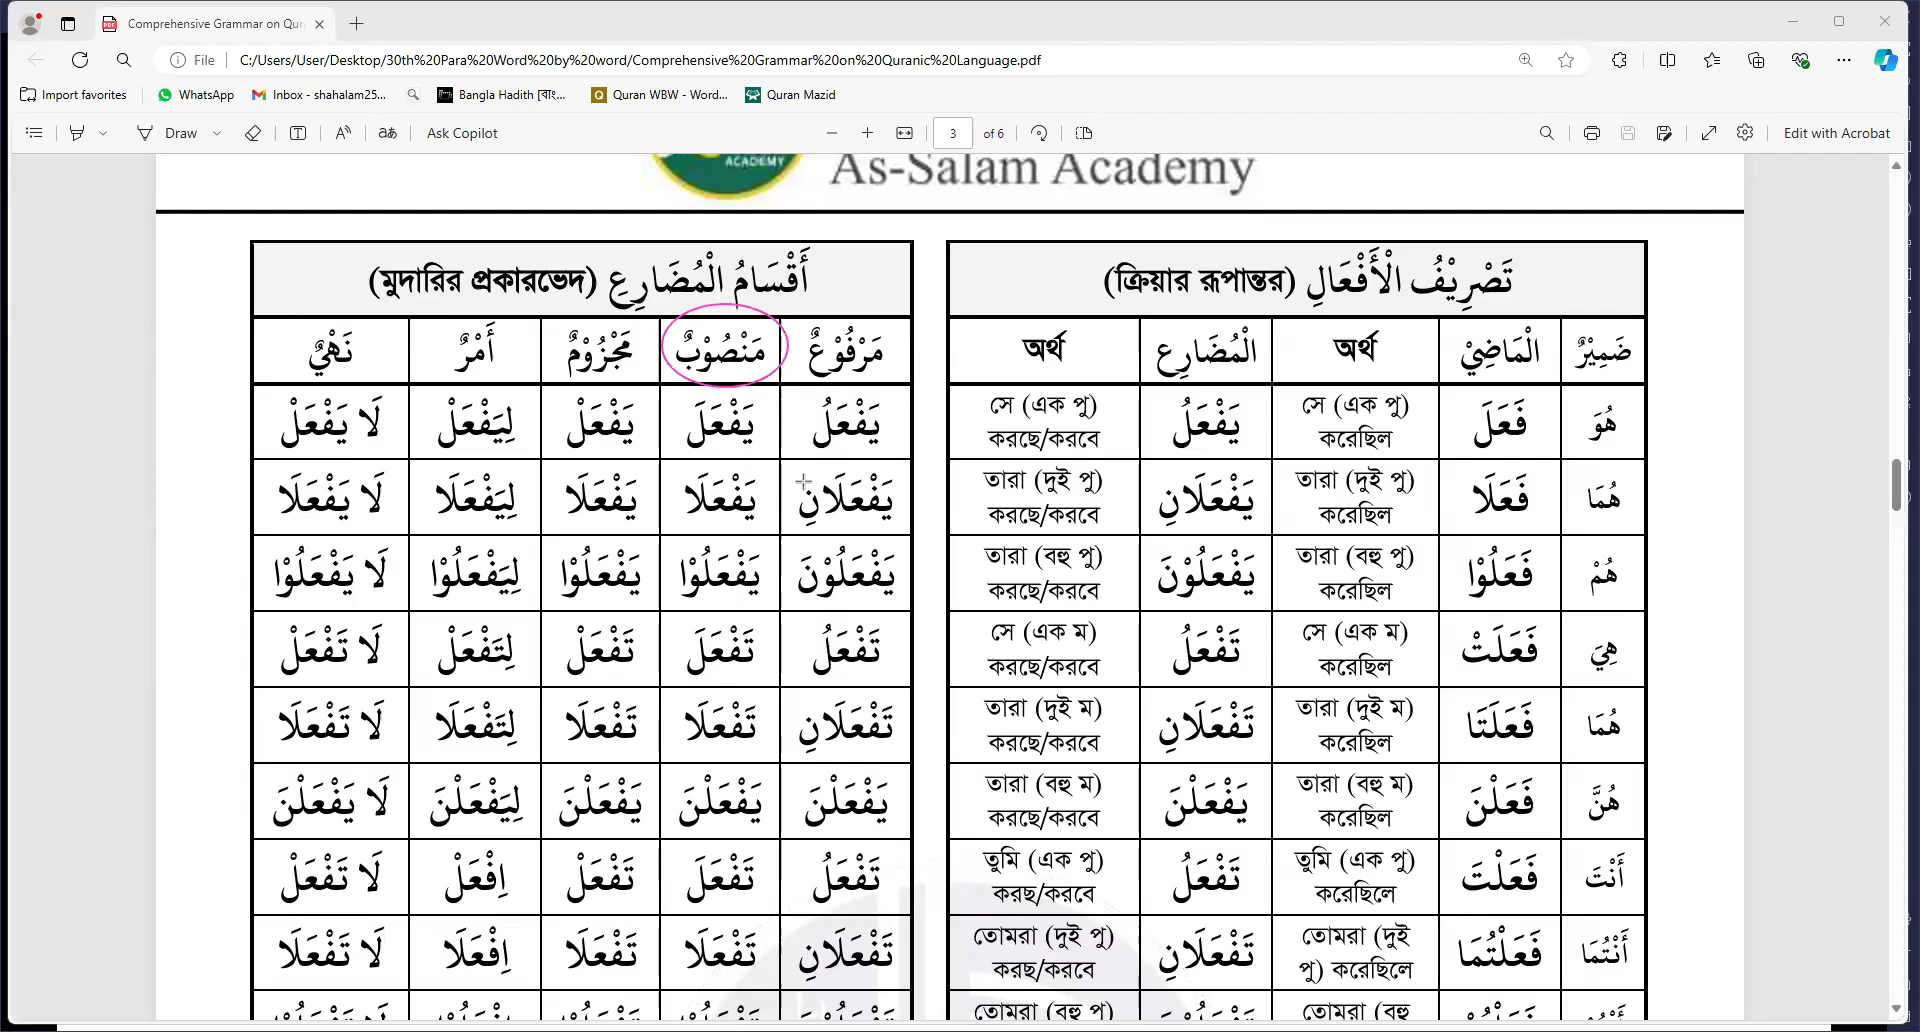 Comprehensive Grammar on Qur
File
C:/Users/User/Desktop/30th%20Para%20Word%20by%20word/Comprehensive%20Grammar%20on%20Quranic%20Language.pdf
Import favorites
WhatsApp
Inbox - shahalam25...
Bangla Hadith [বাং...
Quran WBW - Word...
Quran Mazid
Draw
Ask Copilot
3 of 6
Edit with Acrobat
ACADEMY
As-Salam Academy
تَصْرِيْفُ الْأَفْعَالِ (ক্রিয়ার রূপান্তর)
ضَمِيْرٌ الْمَاضِيْ অর্থ الْمُضَارِع অর্থ
هُوَ فَعَلَ সে (এক পু) করেছিল يَفْعَلُ সে (এক পু) করছে/করবে
هُمَا فَعَلَا তারা (দুই পু) করেছিল يَفْعَلَانِ তারা (দুই পু) করছে/করবে
هُمْ فَعَلُوْا তারা (বহু পু) করেছিল يَفْعَلُوْنَ তারা (বহু পু) করছে/করবে
هِيَ فَعَلَتْ সে (এক ম) করেছিল تَفْعَلُ সে (এক ম) করছে/করবে
هُمَا فَعَلَتَا তারা (দুই ম) করেছিল تَفْعَلَانِ তারা (দুই ম) করছে/করবে
هُنَّ فَعَلْنَ তারা (বহু ম) করেছিল يَفْعَلْنَ তারা (বহু ম) করছে/করবে
أَنْتَ فَعَلْتَ তুমি (এক পু) করেছিলে تَفْعَلُ তুমি (এক পু) করছ/করবে
أَنْتُمَا فَعَلْتُمَا তোমরা (দুই পু) করেছিলে تَفْعَلَانِ তোমরা (দুই পু) করছ/করবে
أَقْسَامُ الْمُضَارِعِ (মুদারির প্রকারভেদ)
مَرْفُوْعٌ مَنْصُوْبٌ مَجْزُوْمٌ أَمْرٌ نَهْيٌ
يَفْعَلُ يَفْعَلَ يَفْعَلْ لِيَفْعَلْ لَا يَفْعَلْ
يَفْعَلَانِ يَفْعَلَا يَفْعَلَا لِيَفْعَلَا لَا يَفْعَلَا
يَفْعَلُوْنَ يَفْعَلُوْا يَفْعَلُوْا لِيَفْعَلُوْا لَا يَفْعَلُوْا
تَفْعَلُ تَفْعَلَ تَفْعَلْ لِتَفْعَلْ لَا تَفْعَلْ
تَفْعَلَانِ تَفْعَلَا تَفْعَلَا لِتَفْعَلَا لَا تَفْعَلَا
يَفْعَلْنَ يَفْعَلْنَ يَفْعَلْنَ لِيَفْعَلْنَ لَا يَفْعَلْنَ
تَفْعَلُ تَفْعَلَ تَفْعَلْ اِفْعَلْ لَا تَفْعَلْ
تَفْعَلَانِ تَفْعَلَا تَفْعَلَا اِفْعَلَا لَا تَفْعَلَا